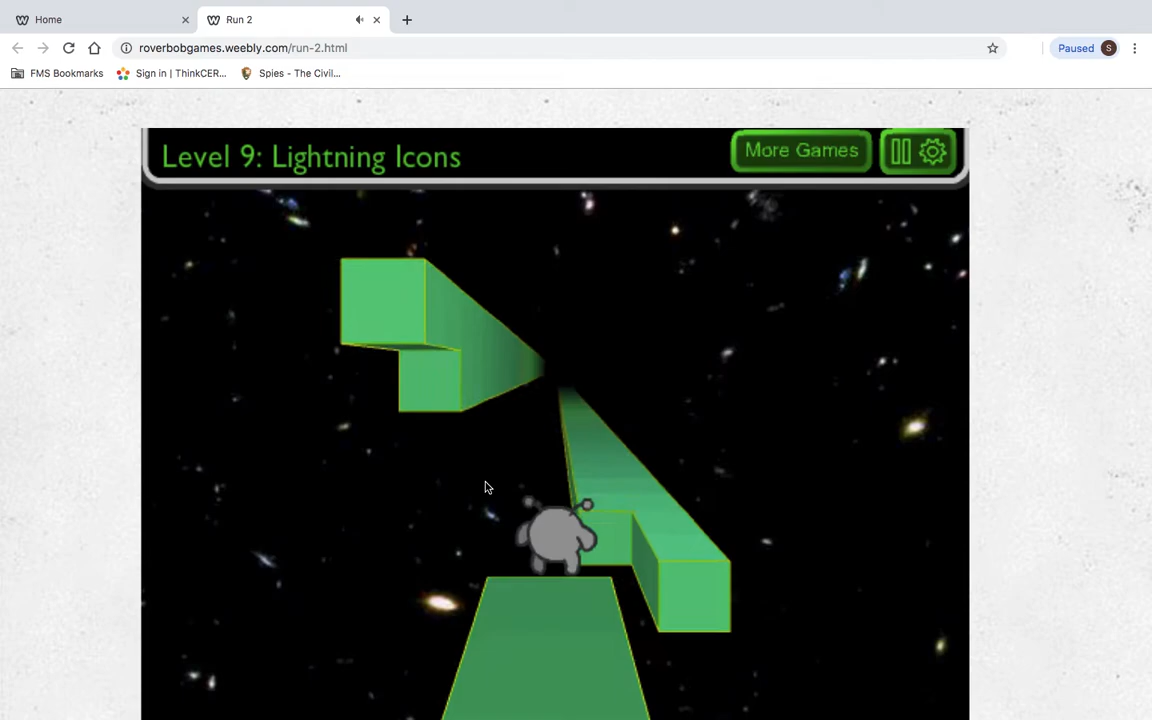 Home
Run 2
roverbobgames.weebly.com/run-2.html
Paused S
FMS Bookmarks
Sign in | ThinkCER...
Spies - The Civil...
Level 9: Lightning Icons
More Games